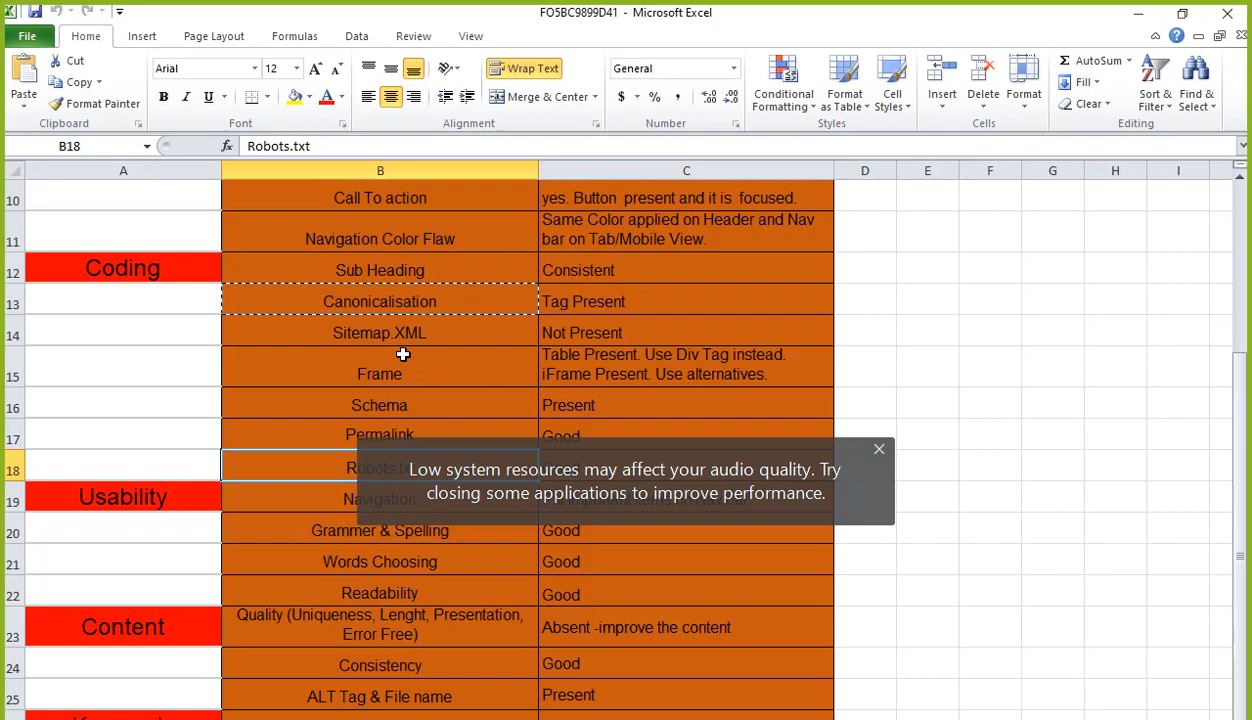 FO5BC9899D41 - Microsoft Excel
File Home Insert Page Layout Formulas Data Review View
Paste
Cut
Copy
Format Painter
Clipboard
Arial 12
B I U A
Font
Wrap Text
Merge & Center
Alignment
General
$ % ,
Number
Conditional Formatting
Format as Table
Cell Styles
Styles
Insert Delete Format
Cells
AutoSum
Fill
Clear
Sort & Filter
Find & Select
Editing
B18 fx Robots.txt
A B C D E F G H I
10 Call To action yes. Button present and it is focused.
11 Navigation Color Flaw Same Color applied on Header and Nav
bar on Tab/Mobile View.
12 Coding Sub Heading Consistent
13 Canonicalisation Tag Present
14 Sitemap.XML Not Present
15 Frame Table Present. Use Div Tag instead.
iFrame Present. Use alternatives.
16 Schema Present
17 Permalink Good
18 Robots.txt
Low system resources may affect your audio quality. Try
closing some applications to improve performance.
19 Usability Navigation
20 Grammer & Spelling Good
21 Words Choosing Good
22 Readability Good
23 Content Quality (Uniqueness, Lenght, Presentation,
Error Free) Absent -improve the content
24 Consistency Good
25 ALT Tag & File name Present